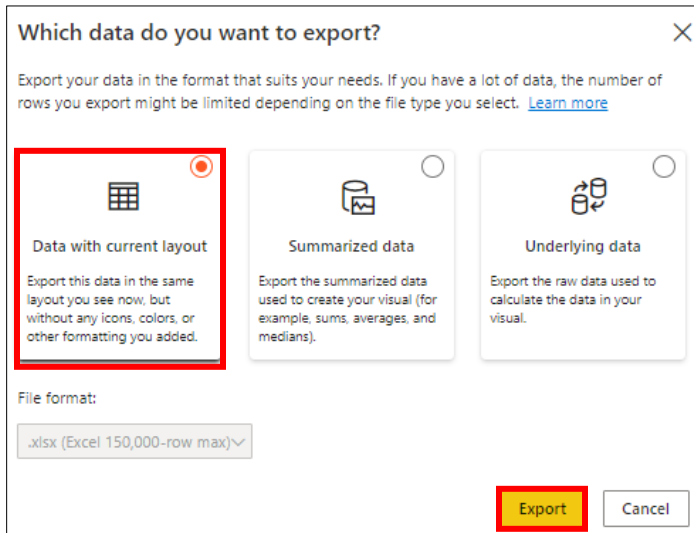 Which data do you want to export?
Export your data in the format that suits your needs. If you have a lot of data, the number of
rows you export might be limited depending on the file type you select. Learn more
Data with current layout
Export this data in the same
layout you see now, but
without any icons, colors, or
other formatting you added.
Summarized data
Export the summarized data
used to create your visual (for
example, sums, averages, and
medians).
Underlying data
Export the raw data used to
calculate the data in your
visual.
File format:
.xlsx (Excel 150,000-row max)
Export
Cancel